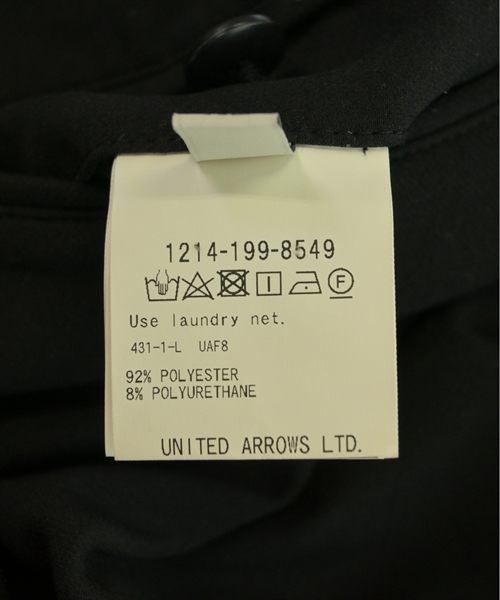 1214-199-8549
F
Use laundry net.
431-1-L UAF8
92% POLYESTER
8% POLYURETHANE
UNITED ARROWS LTD.